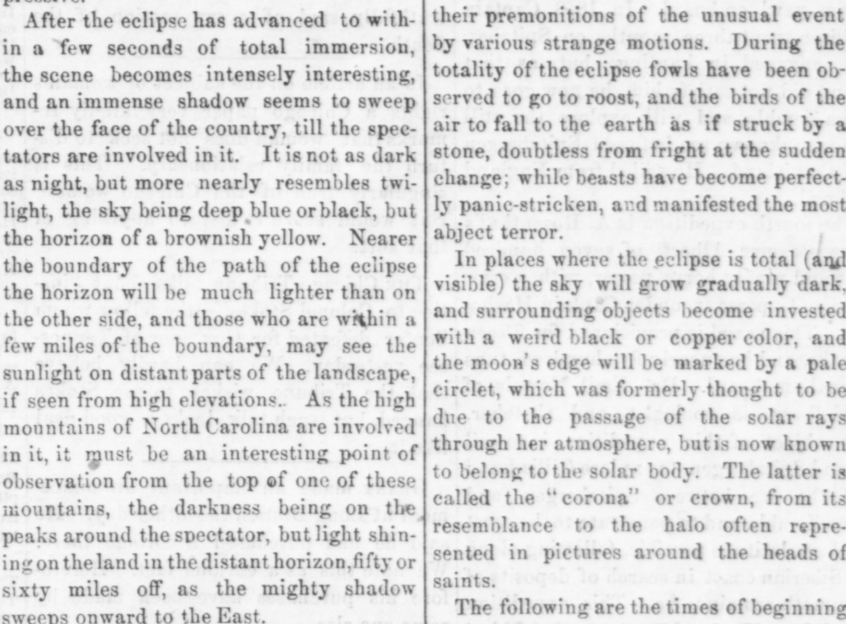 After the eclipse has advanced to with-
in a few seconds of total immersion,
the scene becomes intensely interesting,
and an immense shadow seems to sweep
over the face of the country, till the spec-
tators are involved in it. It is not as dark
as night, but more nearly resembles twi-
light, the sky being deep blue or black, but
the horizon of a brownish yellow. Nearer
the boundary of the path of the eclipse
the horizon will be much lighter than on
the other side, and those who are within a
few miles of the boundary, may see the
sunlight on distant parts of the landscape,
if seen from high elevations.. As the high
mountains of North Carolina are involved
in it, it must be an interesting point of
observation from the top of one of these
mountains, the darkness being on the
peaks around the spectator, but light shin-
ing on the land in the distant horizon, fifty or
sixty miles off, as the mighty shadow
sweeps onward to the East.
their premonitions of the unusual event
by various strange motions. During the
totality of the eclipse fowls have been ob-
served to go to roost, and the birds of the
air to fall to the earth as if struck by a
stone, doubtless from fright at the sudden
change; while beasts have become perfect-
ly panic-stricken, and manifested the most
abject terror.
In places where the eclipse is total (and
visible) the sky will grow gradually dark,
and surrounding objects become invested
with a weird black or copper color, and
the moon's edge will be marked by a pale
circlet, which was formerly thought to be
due to the passage of the solar rays
through her atmosphere, but is now known
to belong to the solar body. The latter is
called the "corona" or crown, from its
resemblance to the halo often repre-
sented in pictures around the heads of
saints.
The following are the times of beginning